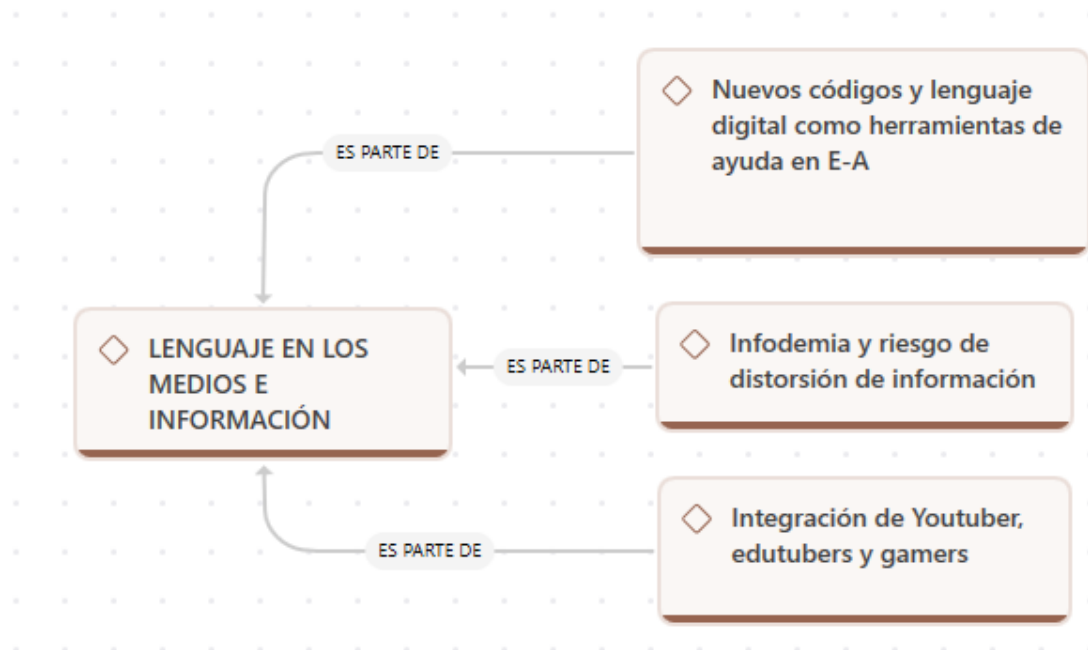 Nuevos códigos y lenguaje
digital como herramientas de
ayuda en E-A
ES PARTE DE
LENGUAJE EN LOS
MEDIOS E
INFORMACIÓN
ES PARTE DE
Infodemia y riesgo de
distorsión de información
ES PARTE DE
Integración de Youtuber,
edutubers y gamers